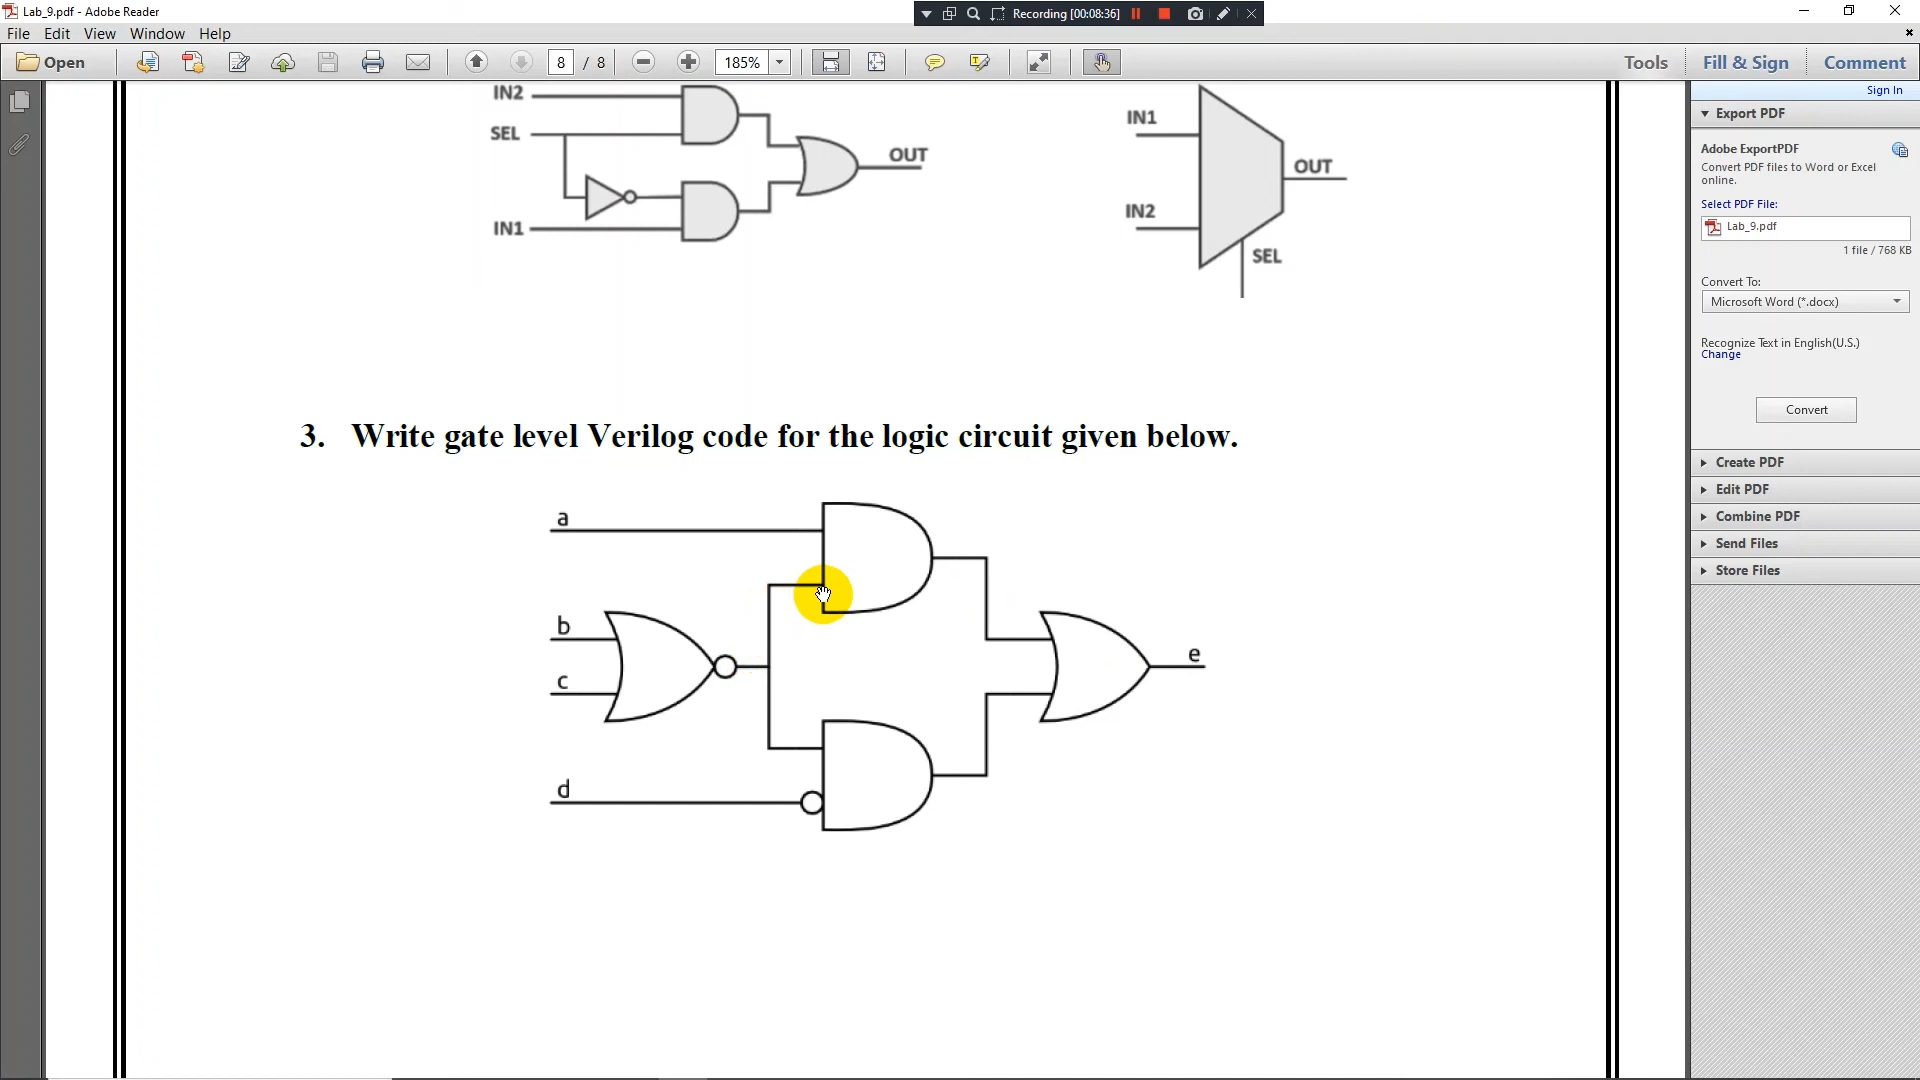 Lab_9.pdf - Adobe Reader
Recording [00:08:36]
File Edit View Window Help
Open
8 / 8
185%
Tools
Fill & Sign
Comment
Sign In
IN2
SEL
IN1
OUT
IN1
IN2
OUT
SEL
3. Write gate level Verilog code for the logic circuit given below.
a
b
c
d
e
Export PDF
Adobe ExportPDF
Convert PDF files to Word or Excel
online.
Select PDF File:
Lab_9.pdf
1 file / 768 KB
Convert To:
Microsoft Word (*.docx)
Recognize Text in English(U.S.)
Change
Convert
Create PDF
Edit PDF
Combine PDF
Send Files
Store Files